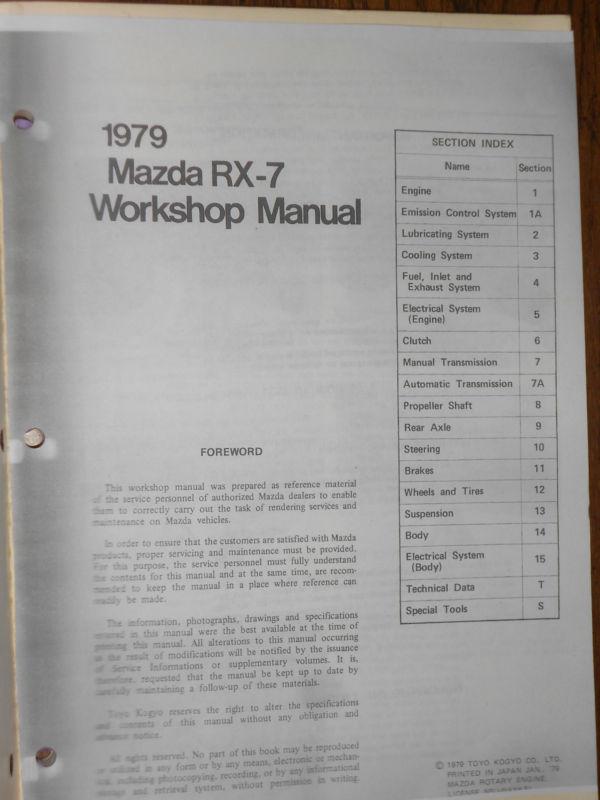 1979
Mazda RX-7
Workshop Manual
SECTION INDEX
Name Section
Engine 1
Emission Control System 1A
Lubricating System 2
Cooling System 3
Fuel, Inlet and
Exhaust System 4
Electrical System
(Engine) 5
Clutch 6
Manual Transmission 7
Automatic Transmission 7A
Propeller Shaft 8
Rear Axle 9
Steering 10
Brakes 11
Wheels and Tires 12
Suspension 13
Body 14
Electrical System
(Body) 15
Technical Data T
Special Tools S
FOREWORD
This workshop manual was prepared as reference material
of the service personnel of authorized Mazda dealers to enable
them to correctly carry out the task of rendering services and
maintenance on Mazda vehicles.
In order to ensure that the customers are satisfied with Mazda
products, proper servicing and maintenance must be provided.
For this purpose, the service personnel must fully understand
the contents for this manual and at the same time, are recom-
mended to keep the manual in a place where reference can
readily be made.
The information, photographs, drawings and specifications
entered in this manual were the best available at the time of
printing this manual. All alterations to this manual occurring
as the result of modifications will be notified by the issuance
of Service Informations or supplementary volumes. It is,
therefore, requested that the manual be kept up to date by
carefully maintaining a follow-up of these materials.
Toyo Kogyo reserves the right to alter the specifications
and contents of this manual without any obligation and
advance notice.
All rights reserved. No part of this book may be reproduced
or utilized in any form or by any means, electronic or mechan-
ical, including photocopying, recording, or by any informational
storage and retrieval system, without permission in writing.
© 1979 TOYO KOGYO CO., LTD.
PRINTED IN JAPAN JAN., '79
MAZDA ROTARY ENGINE,
LICENSE